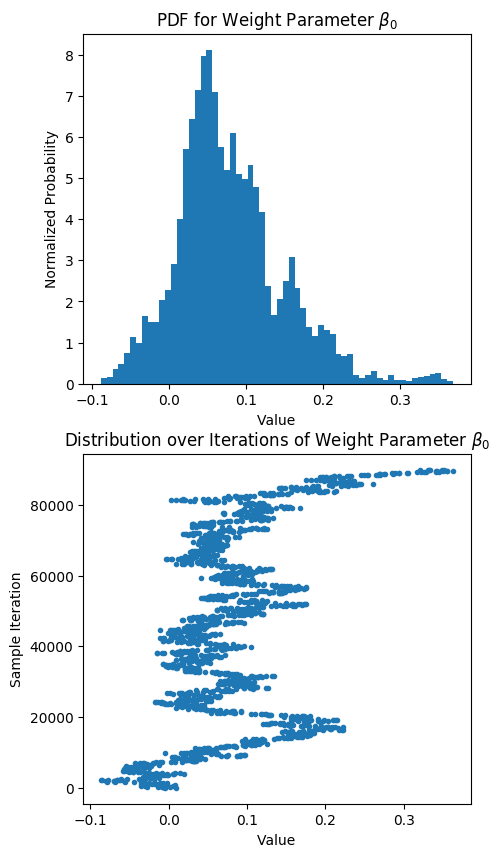 PDF for Weight Parameter β₀
8
7
6
5
4
3
2
1
0
Normalized Probability
−0.1 0.0 0.1 0.2 0.3
Value
Distribution over Iterations of Weight Parameter β₀
80000
60000
40000
20000
0
Sample Iteration
−0.1 0.0 0.1 0.2 0.3
Value